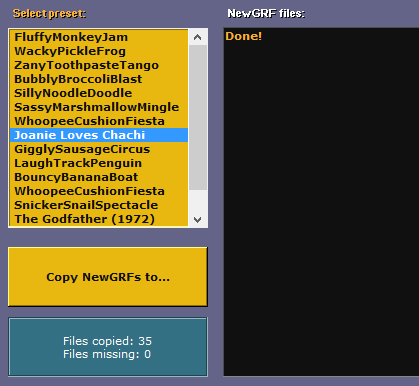 Select preset:
FluffyMonkeyJam
WackyPickleFrog
ZanyToothpasteTango
BubblyBroccoliBlast
SillyNoodleDoodle
SassyMarshmallowMingle
WhoopeeCushionFiesta
Joanie Loves Chachi
GigglySausageCircus
LaughTrackPenguin
BouncyBananaBoat
WhoopeeCushionFiesta
SnickerSnailSpectacle
The Godfather (1972)
Copy NewGRFs to...
Files copied: 35
Files missing: 0
NewGRF files:
Done!